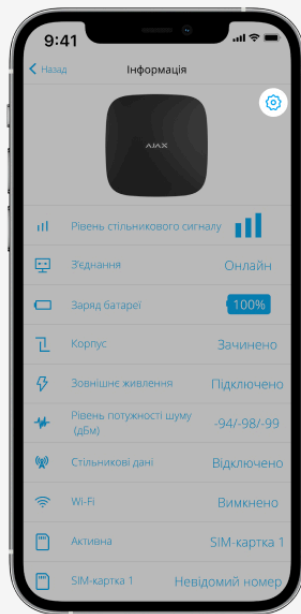 9:41
Назад
Інформація
AJAX
Рівень стільникового сигналу
З'єднання Онлайн
Заряд батареї 100%
Корпус Зачинено
Зовнішнє живлення Підключено
Рівень потужності шуму
(дБм) -94/-98/-99
Стільникові дані Відключено
Wi-Fi Вимкнено
Активна SIM-картка 1
SIM-картка 1 Невідомий номер